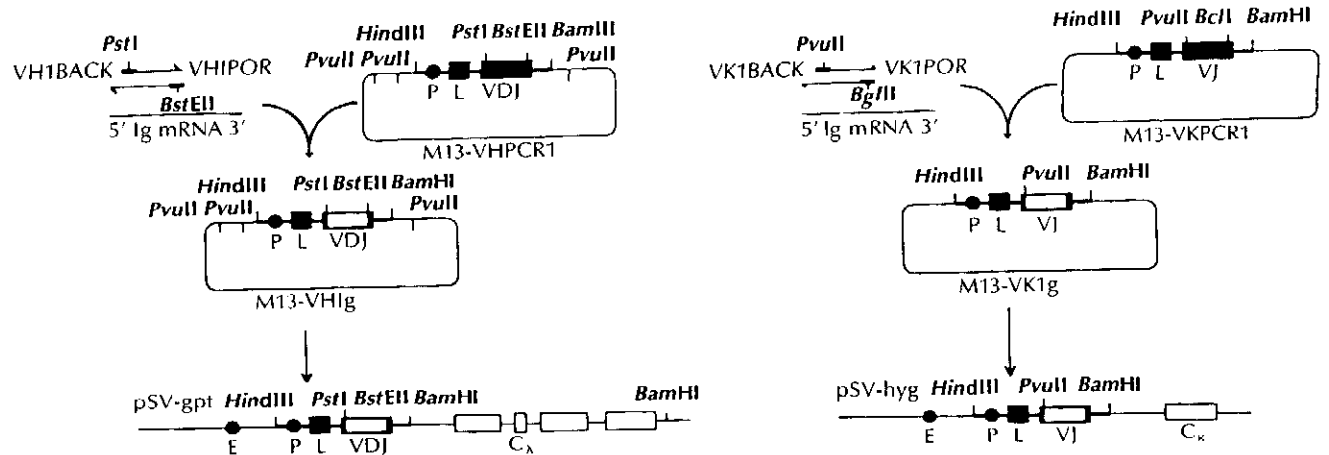 HindIII PstI BstEII BamIII
PstI PvuII PvuII PvuII
VH1BACK VHIPOR
P L VDJ
BstEII
5′ Ig mRNA 3′
M13-VHPCR1
HindIII PstI BstEII BamHI
PvuII PvuII PvuII
P L VDJ
M13-VHIg
pSV-gpt HindIII PstI BstEII BamHI BamHI
E P L VDJ Cλ
HindIII PvuII BclI BamHI
PvuII
VK1BACK VK1POR
P L VJ
BglII
5′ Ig mRNA 3′
M13-VKPCR1
HindIII PvuII BamHI
P L VJ
M13-VK1g
pSV-hyg HindIII PvuII BamHI
E P L VJ Cκ